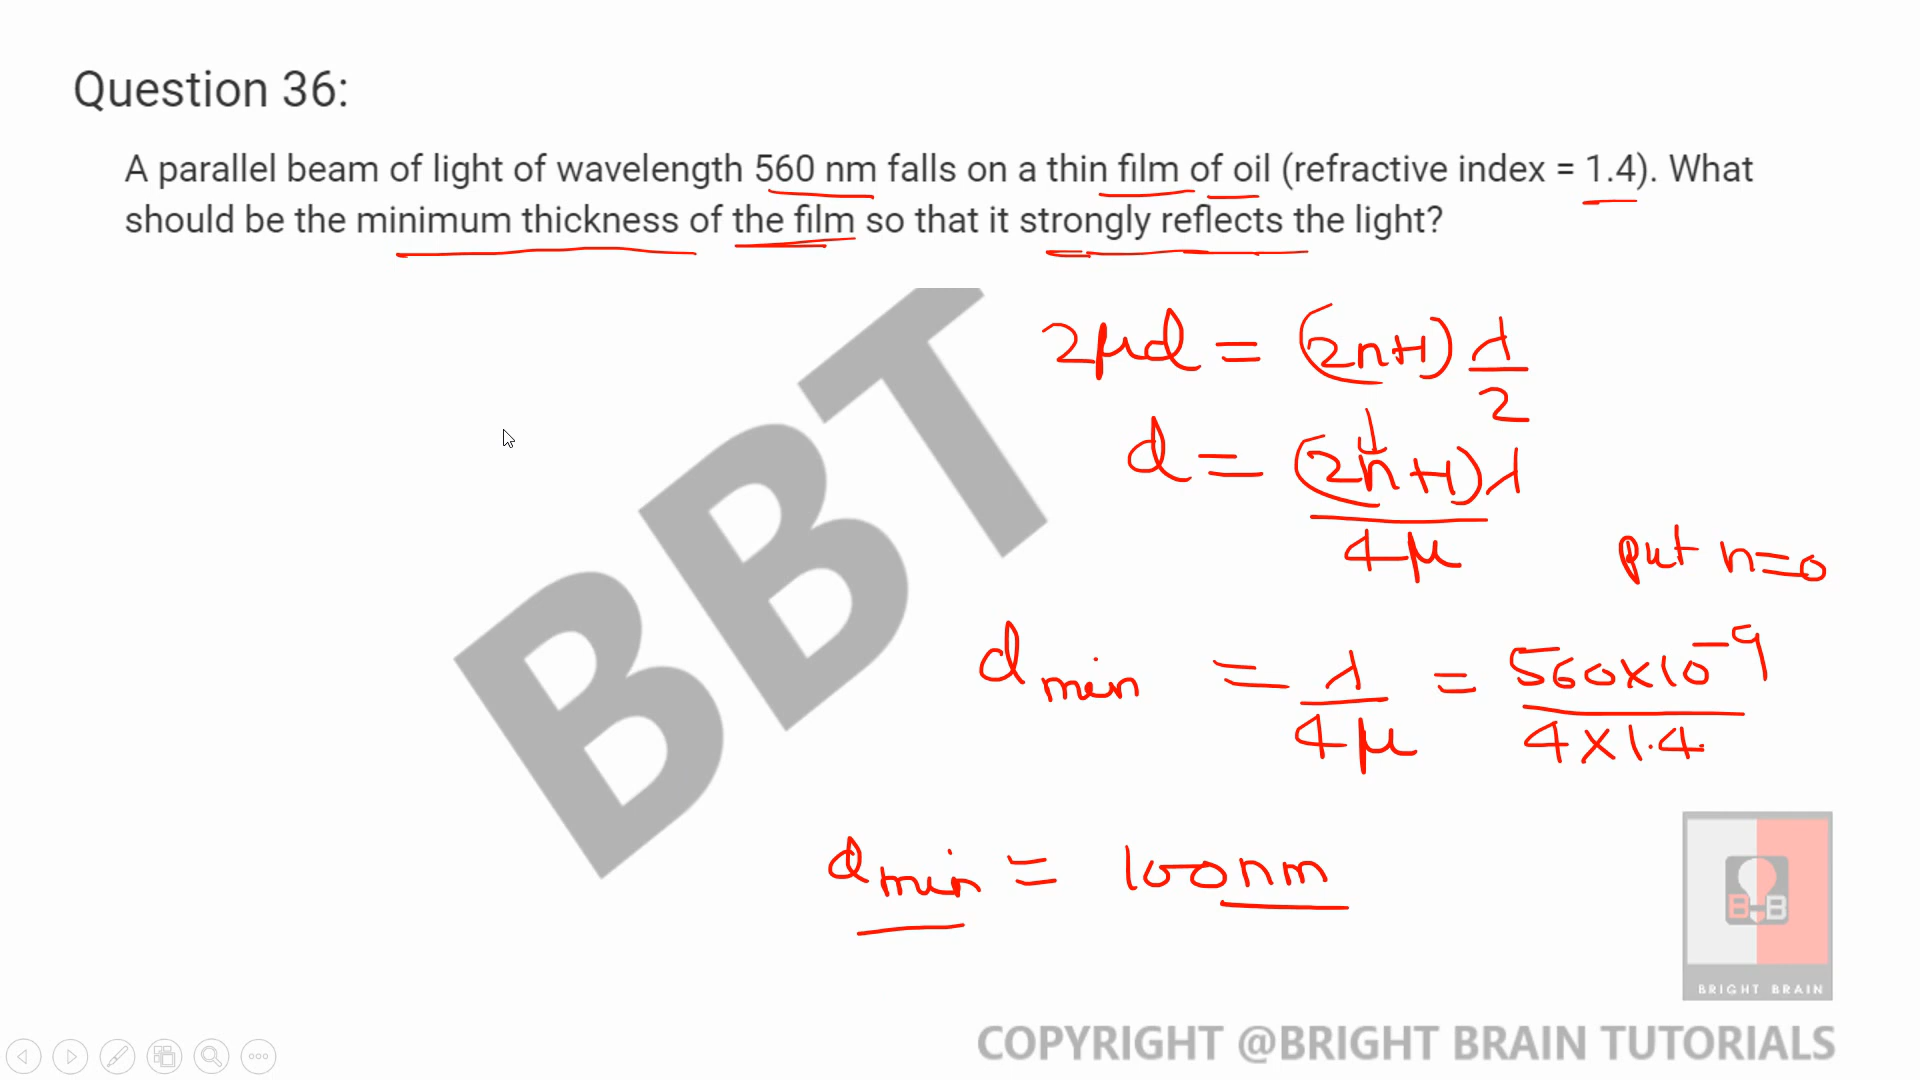 Question 36:
A parallel beam of light of wavelength 560 nm falls on a thin film of oil (refractive index = 1.4). What
should be the minimum thickness of the film so that it strongly reflects the light?
BBT
2μd = (2n+1) λ/2
d = (2n+1)λ/4μ
put n=0
d min = λ/4μ = 560×10⁻⁹/4×1.4
d min = 100nm
B-B
BRIGHT BRAIN
COPYRIGHT @BRIGHT BRAIN TUTORIALS